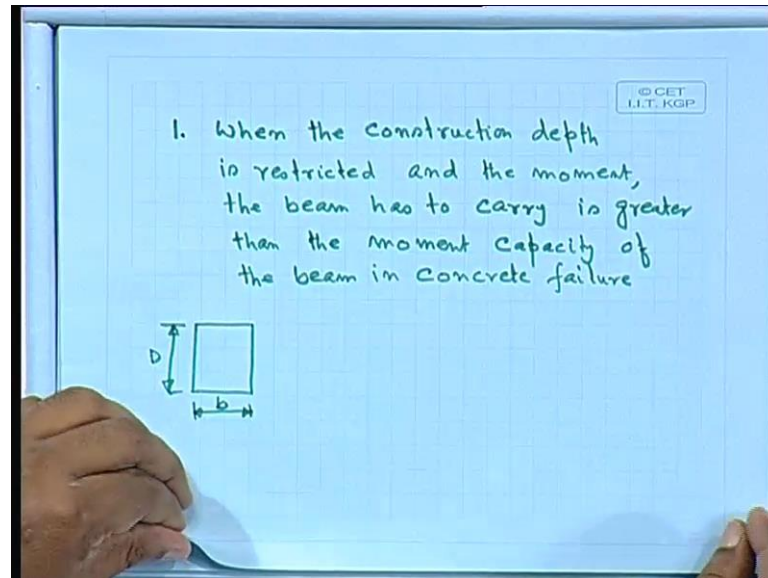 © CET
I.I.T. KGP
1. When the construction depth
is restricted and the moment,
the beam has to carry is greater
than the moment capacity of
the beam in concrete failure
D
b